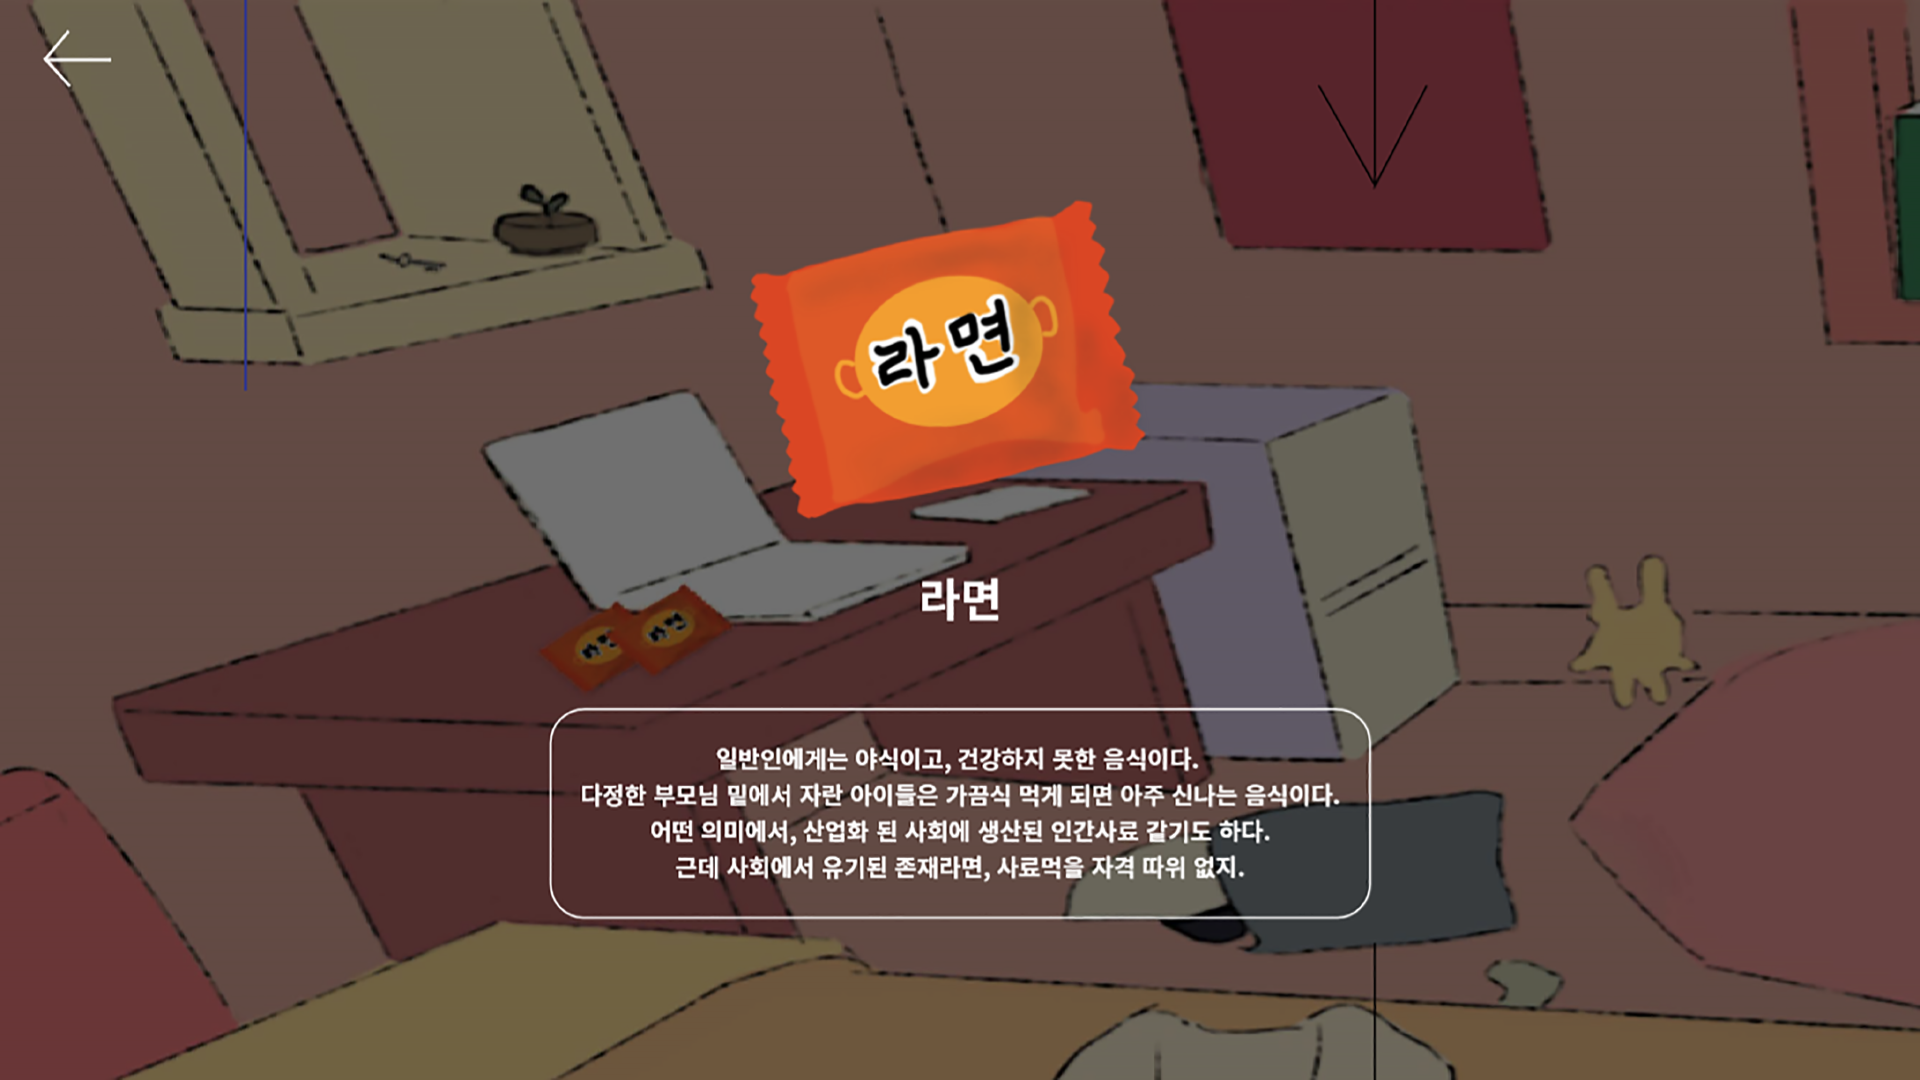 라면
라면
라면
라면
일반인에게는 야식이고, 건강하지 못한 음식이다.
다정한 부모님 밑에서 자란 아이들은 가끔식 먹게 되면 아주 신나는 음식이다.
어떤 의미에서, 산업화 된 사회에 생산된 인간사료 같기도 하다.
근데 사회에서 유기된 존재라면, 사료먹을 자격 따위 없지.